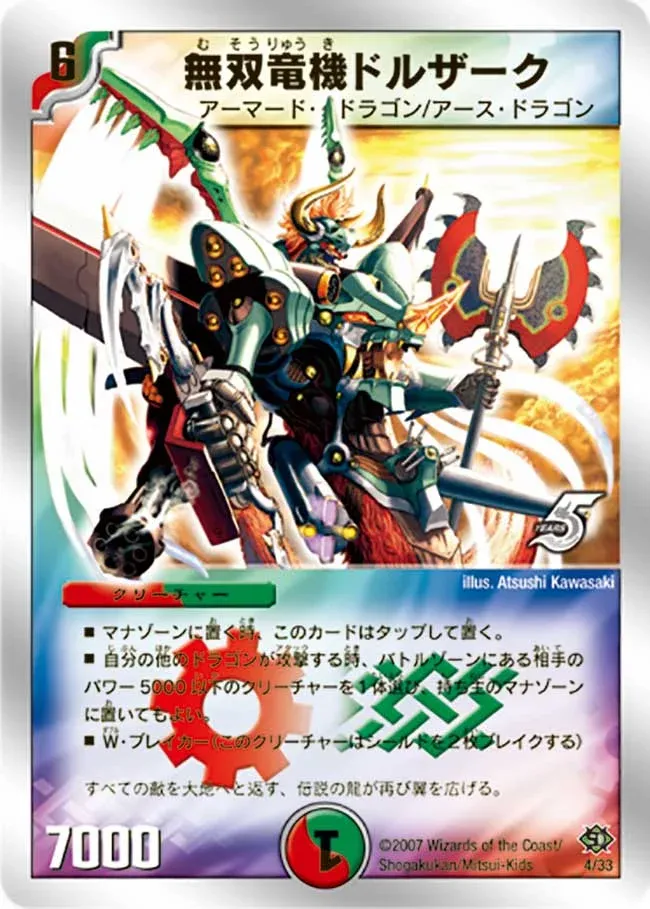 6
無双竜機ドルザーク
むそうりゅうき
アーマード・ドラゴン/アース・ドラゴン
5
YEARS
illus. Atsushi Kawasaki
クリーチャー
■ マナゾーンに置く時、このカードはタップして置く。
■ 自分の他のドラゴンが攻撃する時、バトルゾーンにある相手の
パワー5000以下のクリーチャーを1体選び、持ち主のマナゾーン
に置いてもよい。
■ W・ブレイカー(このクリーチャーはシールドを2枚ブレイクする)
すべての敵を大地へと返す、伝説の龍が再び翼を広げる。
7000
1
©2007 Wizards of the Coast/
Shogakukan/Mitsui-Kids
4/33